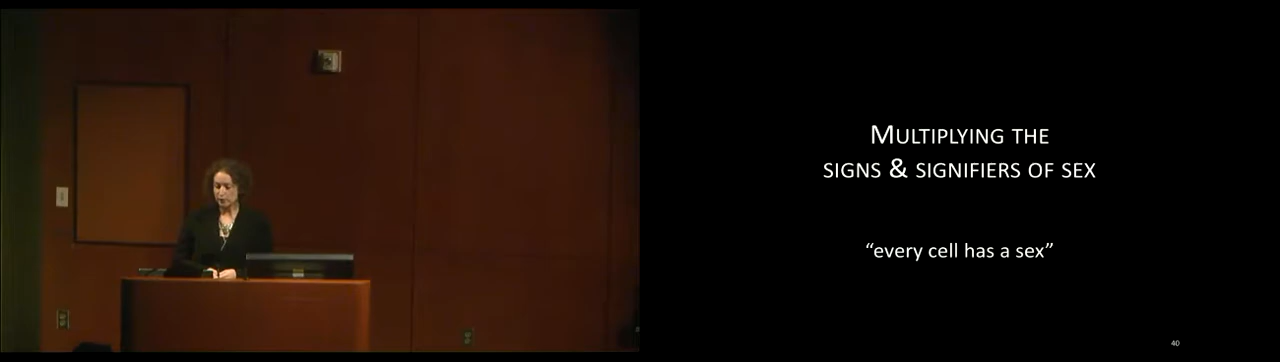 MULTIPLYING THE
SIGNS & SIGNIFIERS OF SEX
“every cell has a sex”
40